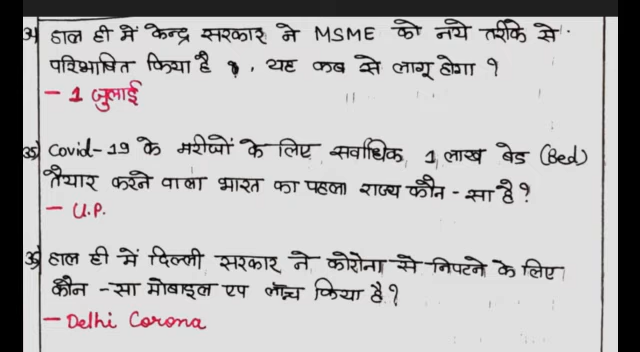 34) हाल ही में केन्द्र सरकार ने MSME को नये तरीके से
परिभाषित किया है, यह कब से लागू होगा ?
- 1 जुलाई
35) Covid-19 के मरीजों के लिए सर्वाधिक 1 लाख बेड (Bed)
तैयार करने वाला भारत का पहला राज्य कौन-सा है?
- U.P.
36) हाल ही में दिल्ली सरकार ने कोरोना से निपटने के लिए
कौन-सा मोबाइल एप लॉन्च किया है?
- Delhi Corona